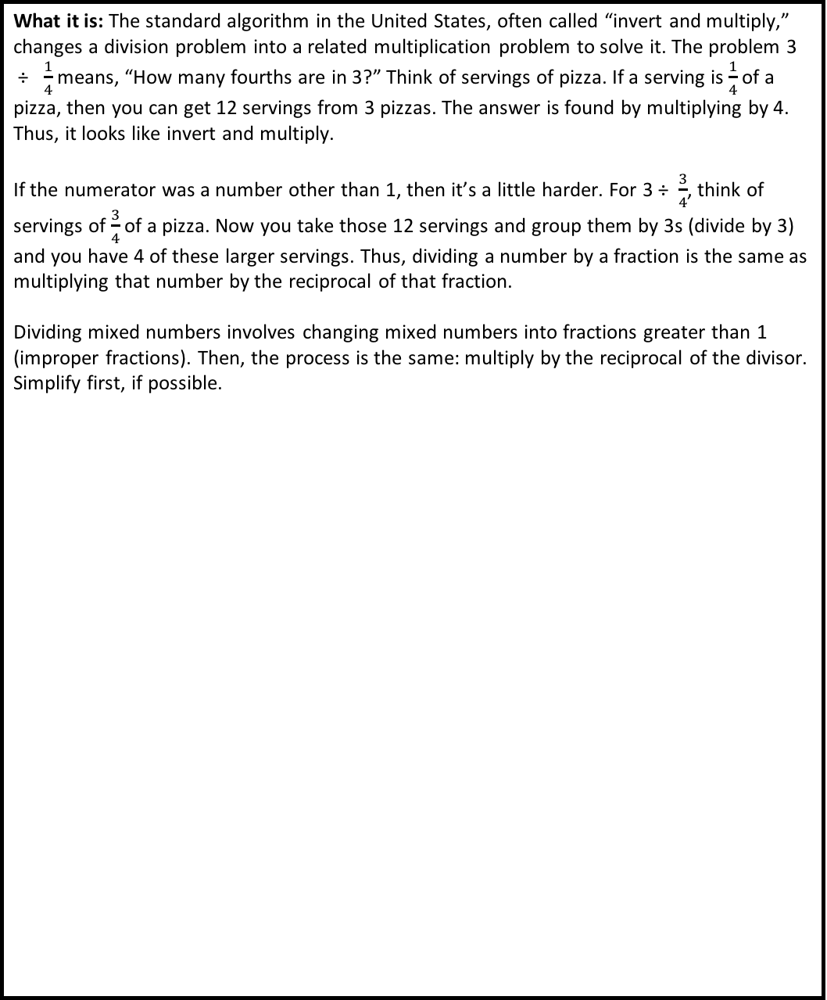 What it is: The standard algorithm in the United States, often called “invert and multiply,”
changes a division problem into a related multiplication problem to solve it. The problem 3
÷ 1/4 means, “How many fourths are in 3?” Think of servings of pizza. If a serving is 1/4 of a
pizza, then you can get 12 servings from 3 pizzas. The answer is found by multiplying by 4.
Thus, it looks like invert and multiply.
If the numerator was a number other than 1, then it’s a little harder. For 3 ÷ 3/4, think of
servings of 3/4 of a pizza. Now you take those 12 servings and group them by 3s (divide by 3)
and you have 4 of these larger servings. Thus, dividing a number by a fraction is the same as
multiplying that number by the reciprocal of that fraction.
Dividing mixed numbers involves changing mixed numbers into fractions greater than 1
(improper fractions). Then, the process is the same: multiply by the reciprocal of the divisor.
Simplify first, if possible.